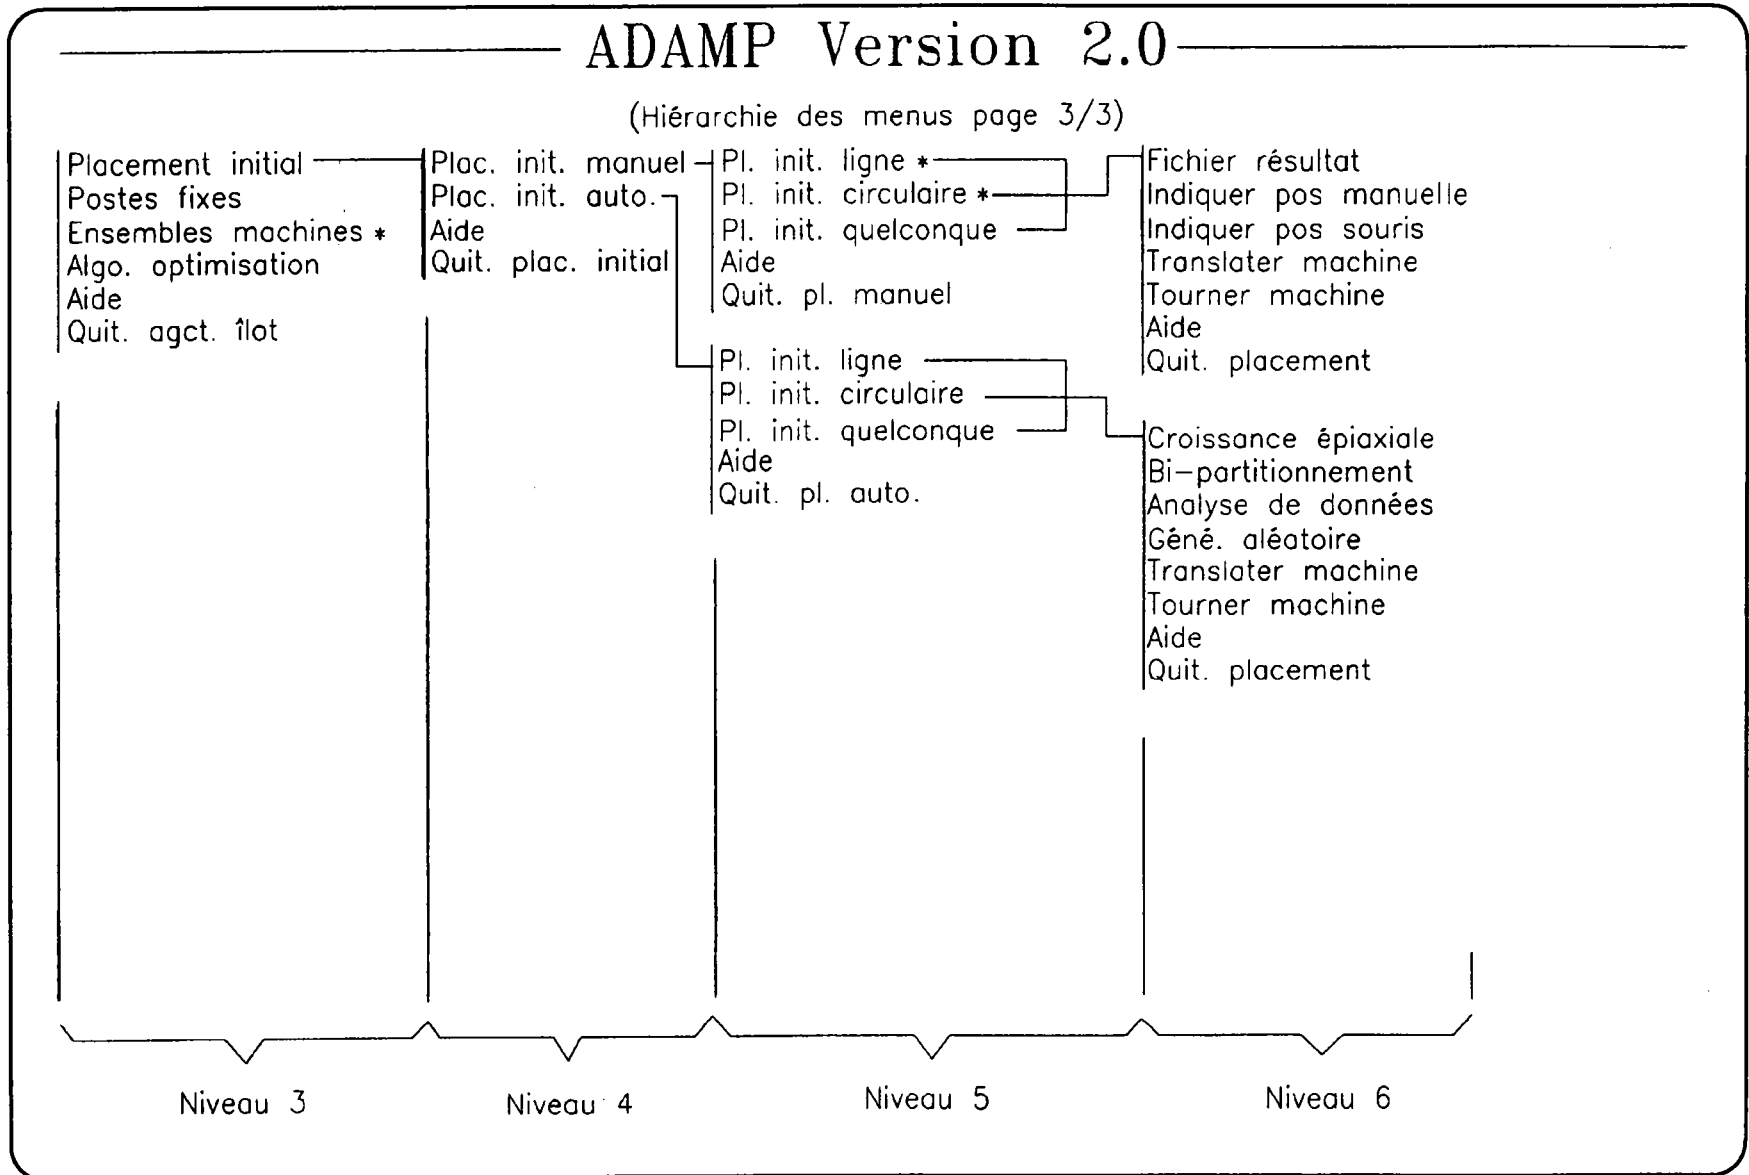 ADAMP Version 2.0
(Hiérarchie des menus page 3/3)
Placement initial
Postes fixes
Ensembles machines *
Algo. optimisation
Aide
Quit. agct. îlot
Plac. init. manuel
Plac. init. auto.
Aide
Quit. plac. initial
Pl. init. ligne *
Pl. init. circulaire *
Pl. init. quelconque
Aide
Quit. pl. manuel
Pl. init. ligne
Pl. init. circulaire
Pl. init. quelconque
Aide
Quit. pl. auto.
Fichier résultat
Indiquer pos manuelle
Indiquer pos souris
Translater machine
Tourner machine
Aide
Quit. placement
Croissance épiaxiale
Bi-partitionnement
Analyse de données
Géné. aléatoire
Translater machine
Tourner machine
Aide
Quit. placement
Niveau 3
Niveau 4
Niveau 5
Niveau 6